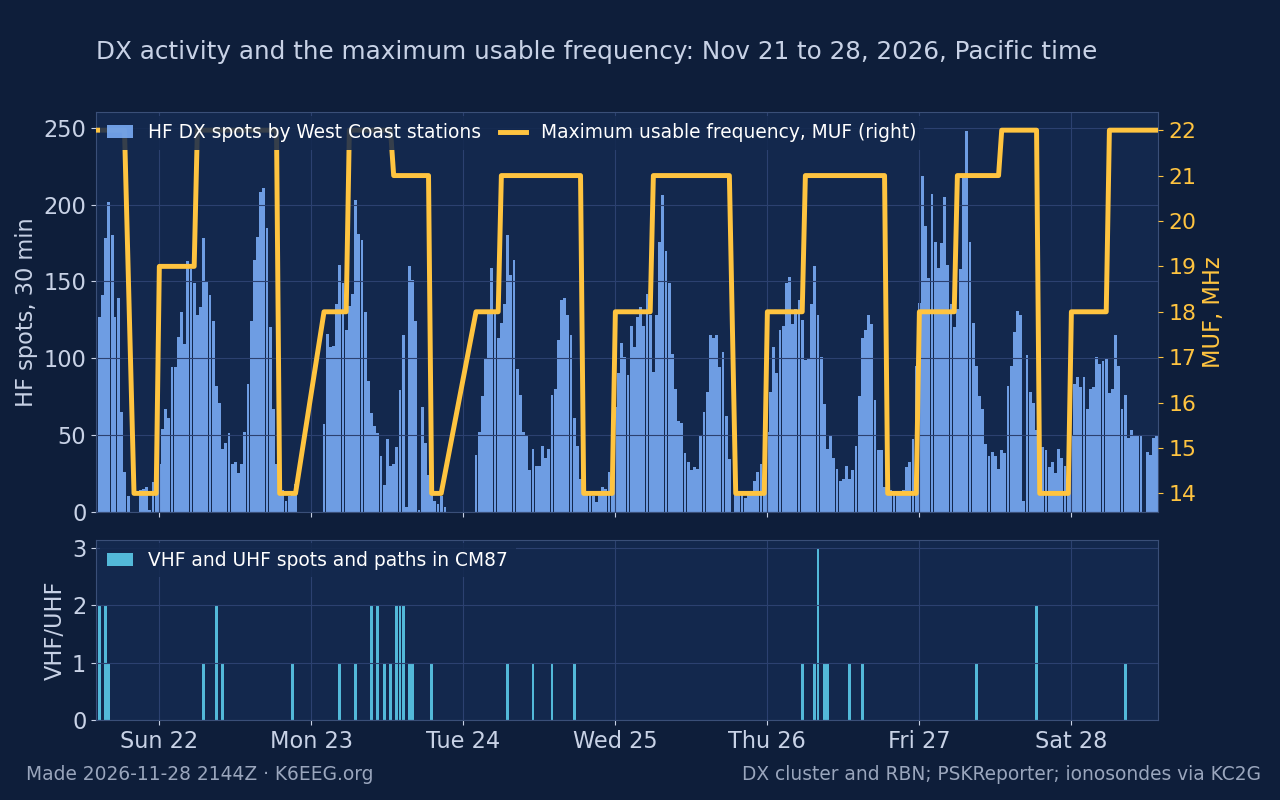 DX activity and the maximum usable frequency: Nov 21 to 28, 2026, Pacific time
HF DX spots by West Coast stations
Maximum usable frequency, MUF (right)
HF spots, 30 min
250
200
150
100
50
0
22
21
20
19
18
17
16
15
14
MUF, MHz
VHF and UHF spots and paths in CM87
VHF/UHF
3
2
1
0
Sun 22 Mon 23 Tue 24 Wed 25 Thu 26 Fri 27 Sat 28
Made 2026-11-28 2144Z · K6EEG.org
DX cluster and RBN; PSKReporter; ionosondes via KC2G